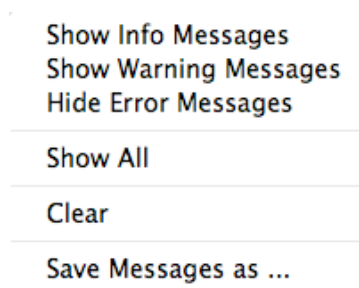 Show Info Messages
Show Warning Messages
Hide Error Messages
Show All
Clear
Save Messages as ...